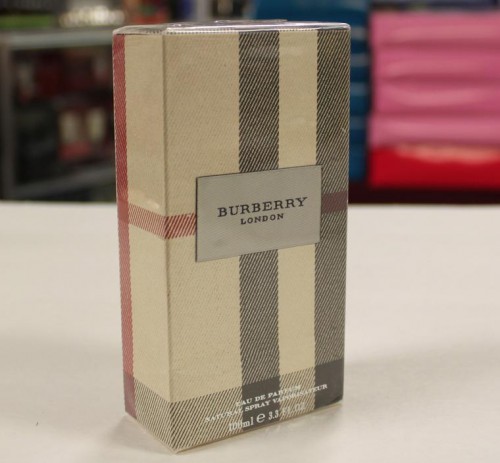 BURBERRY
LONDON
EAU DE PARFUM
NATURAL SPRAY VAPORISATEUR
100ml ℮ 3.3 FL. OZ.